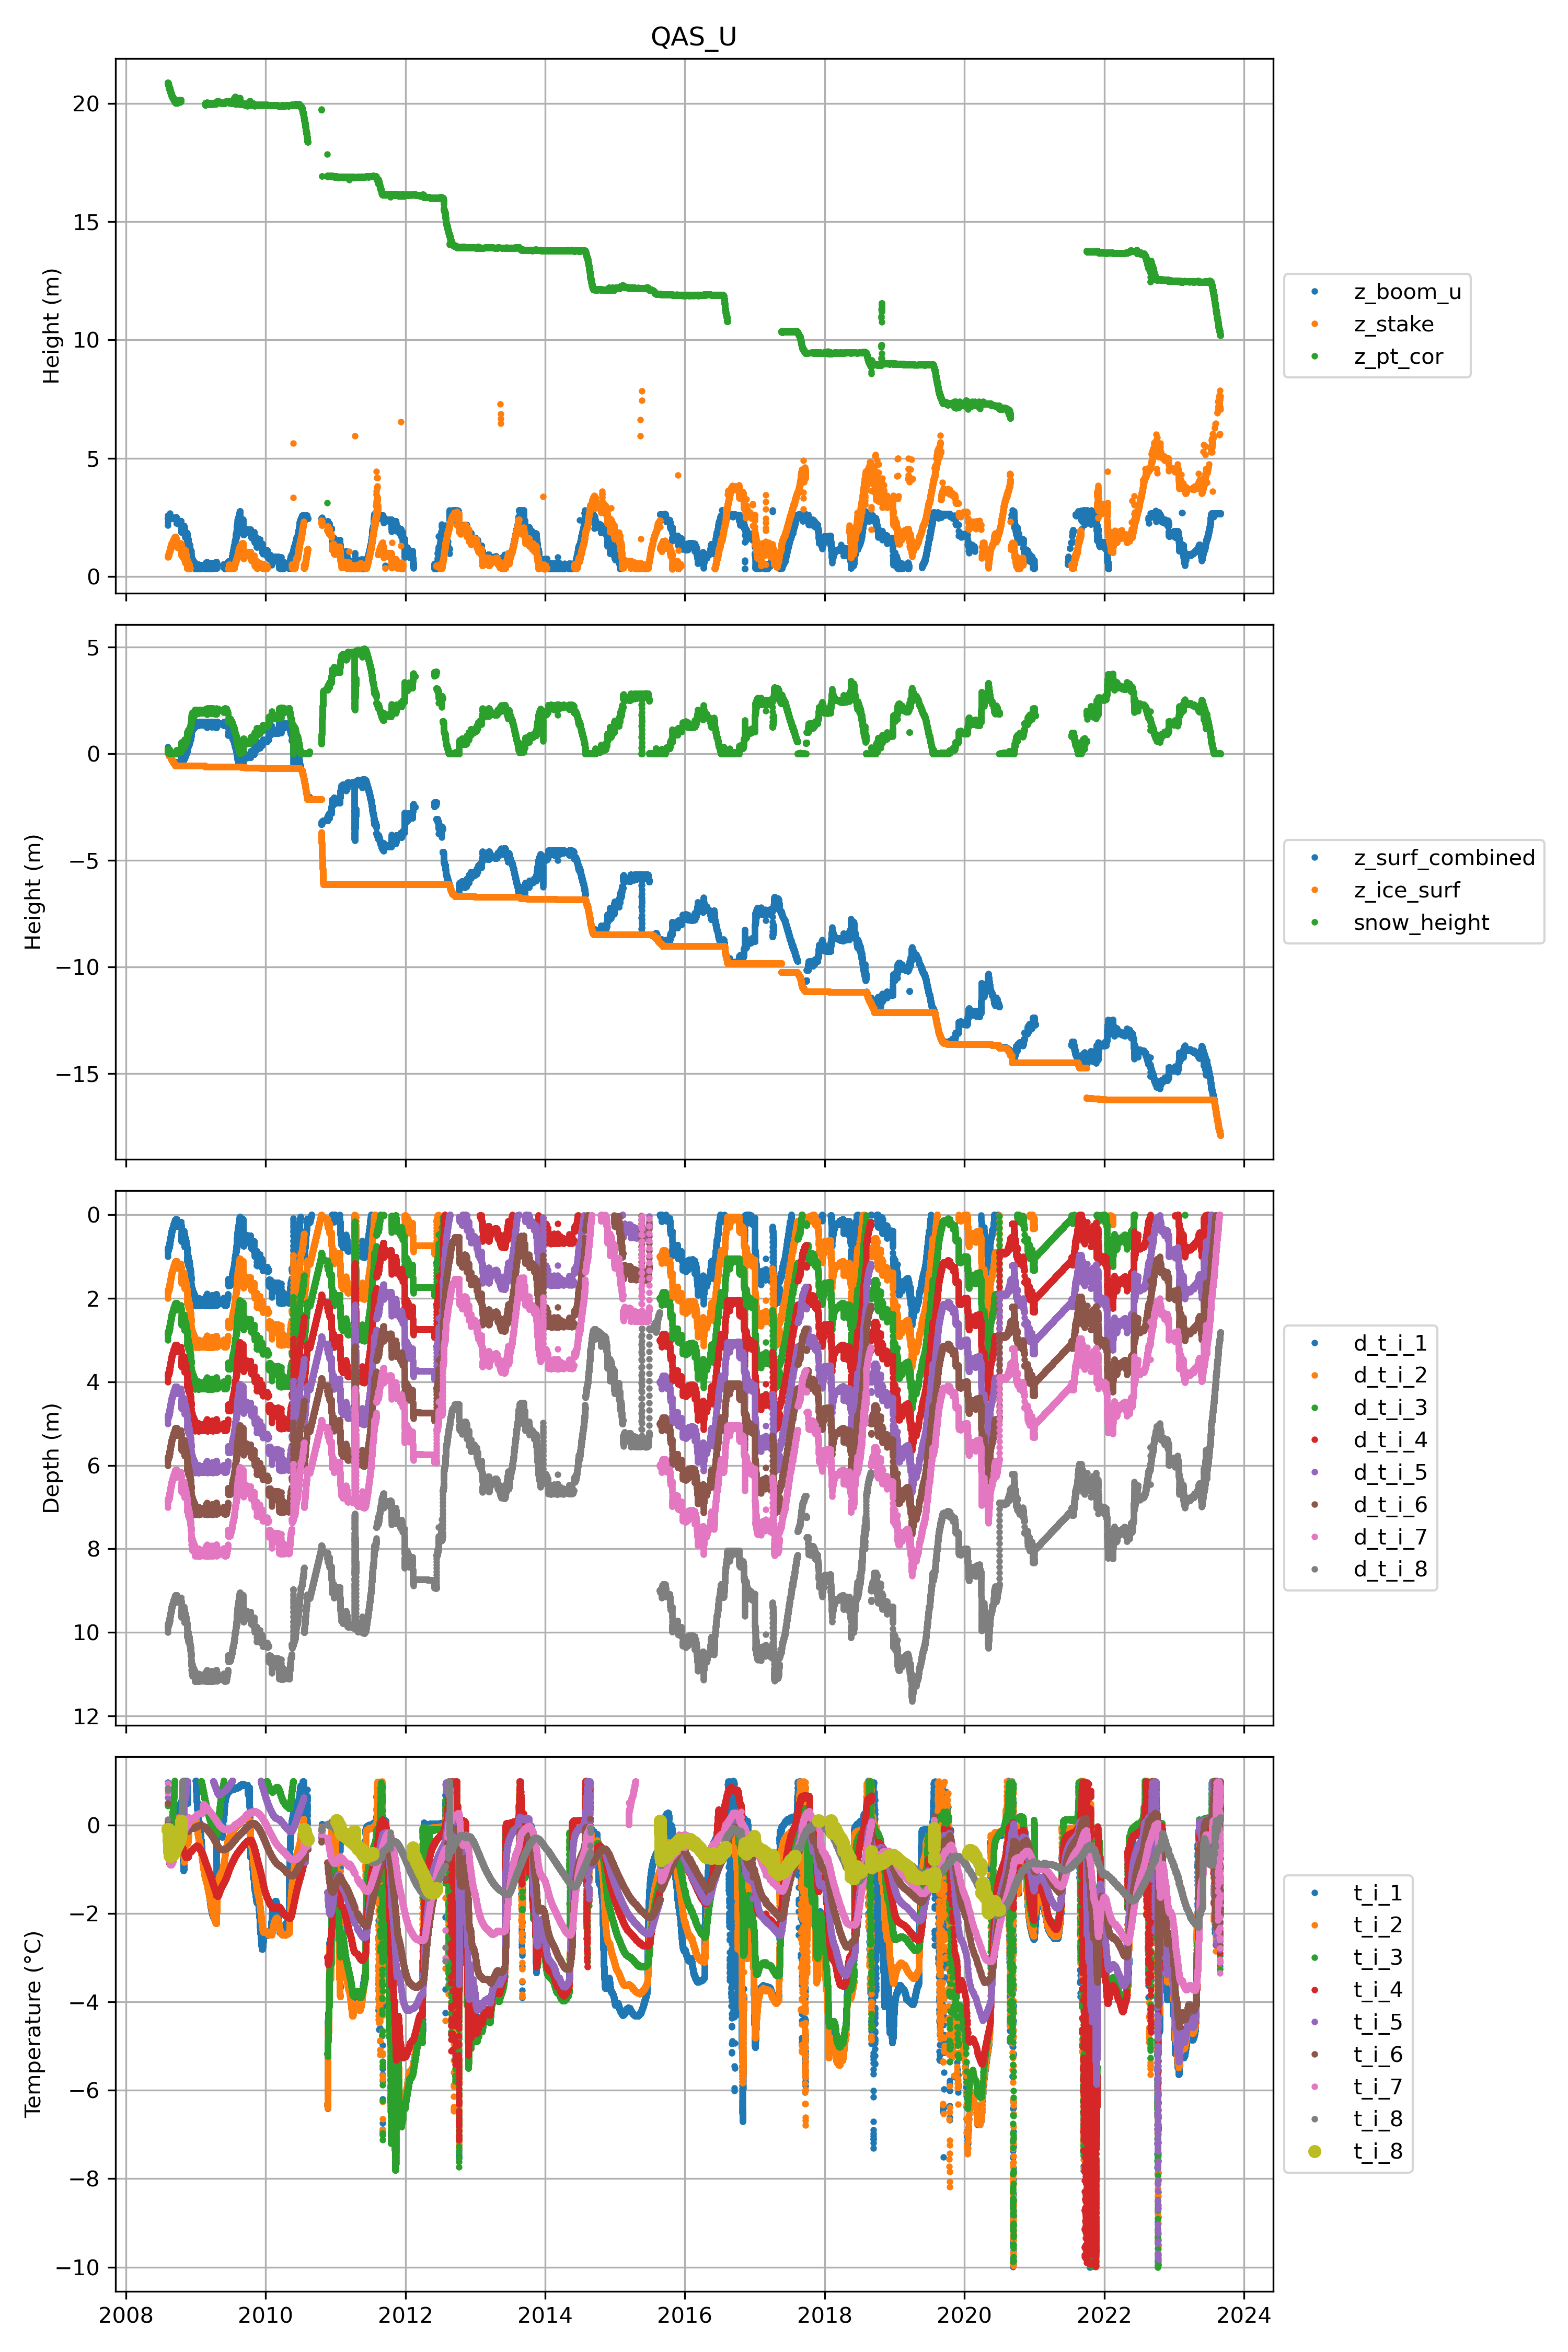 QAS_U
20
15
10
5
0
Height (m)
z_boom_u
z_stake
z_pt_cor
5
0
−5
−10
−15
Height (m)
z_surf_combined
z_ice_surf
snow_height
0
2
4
6
8
10
12
Depth (m)
d_t_i_1
d_t_i_2
d_t_i_3
d_t_i_4
d_t_i_5
d_t_i_6
d_t_i_7
d_t_i_8
0
−2
−4
−6
−8
−10
Temperature (°C)
t_i_1
t_i_2
t_i_3
t_i_4
t_i_5
t_i_6
t_i_7
t_i_8
t_i_8
2008 2010 2012 2014 2016 2018 2020 2022 2024